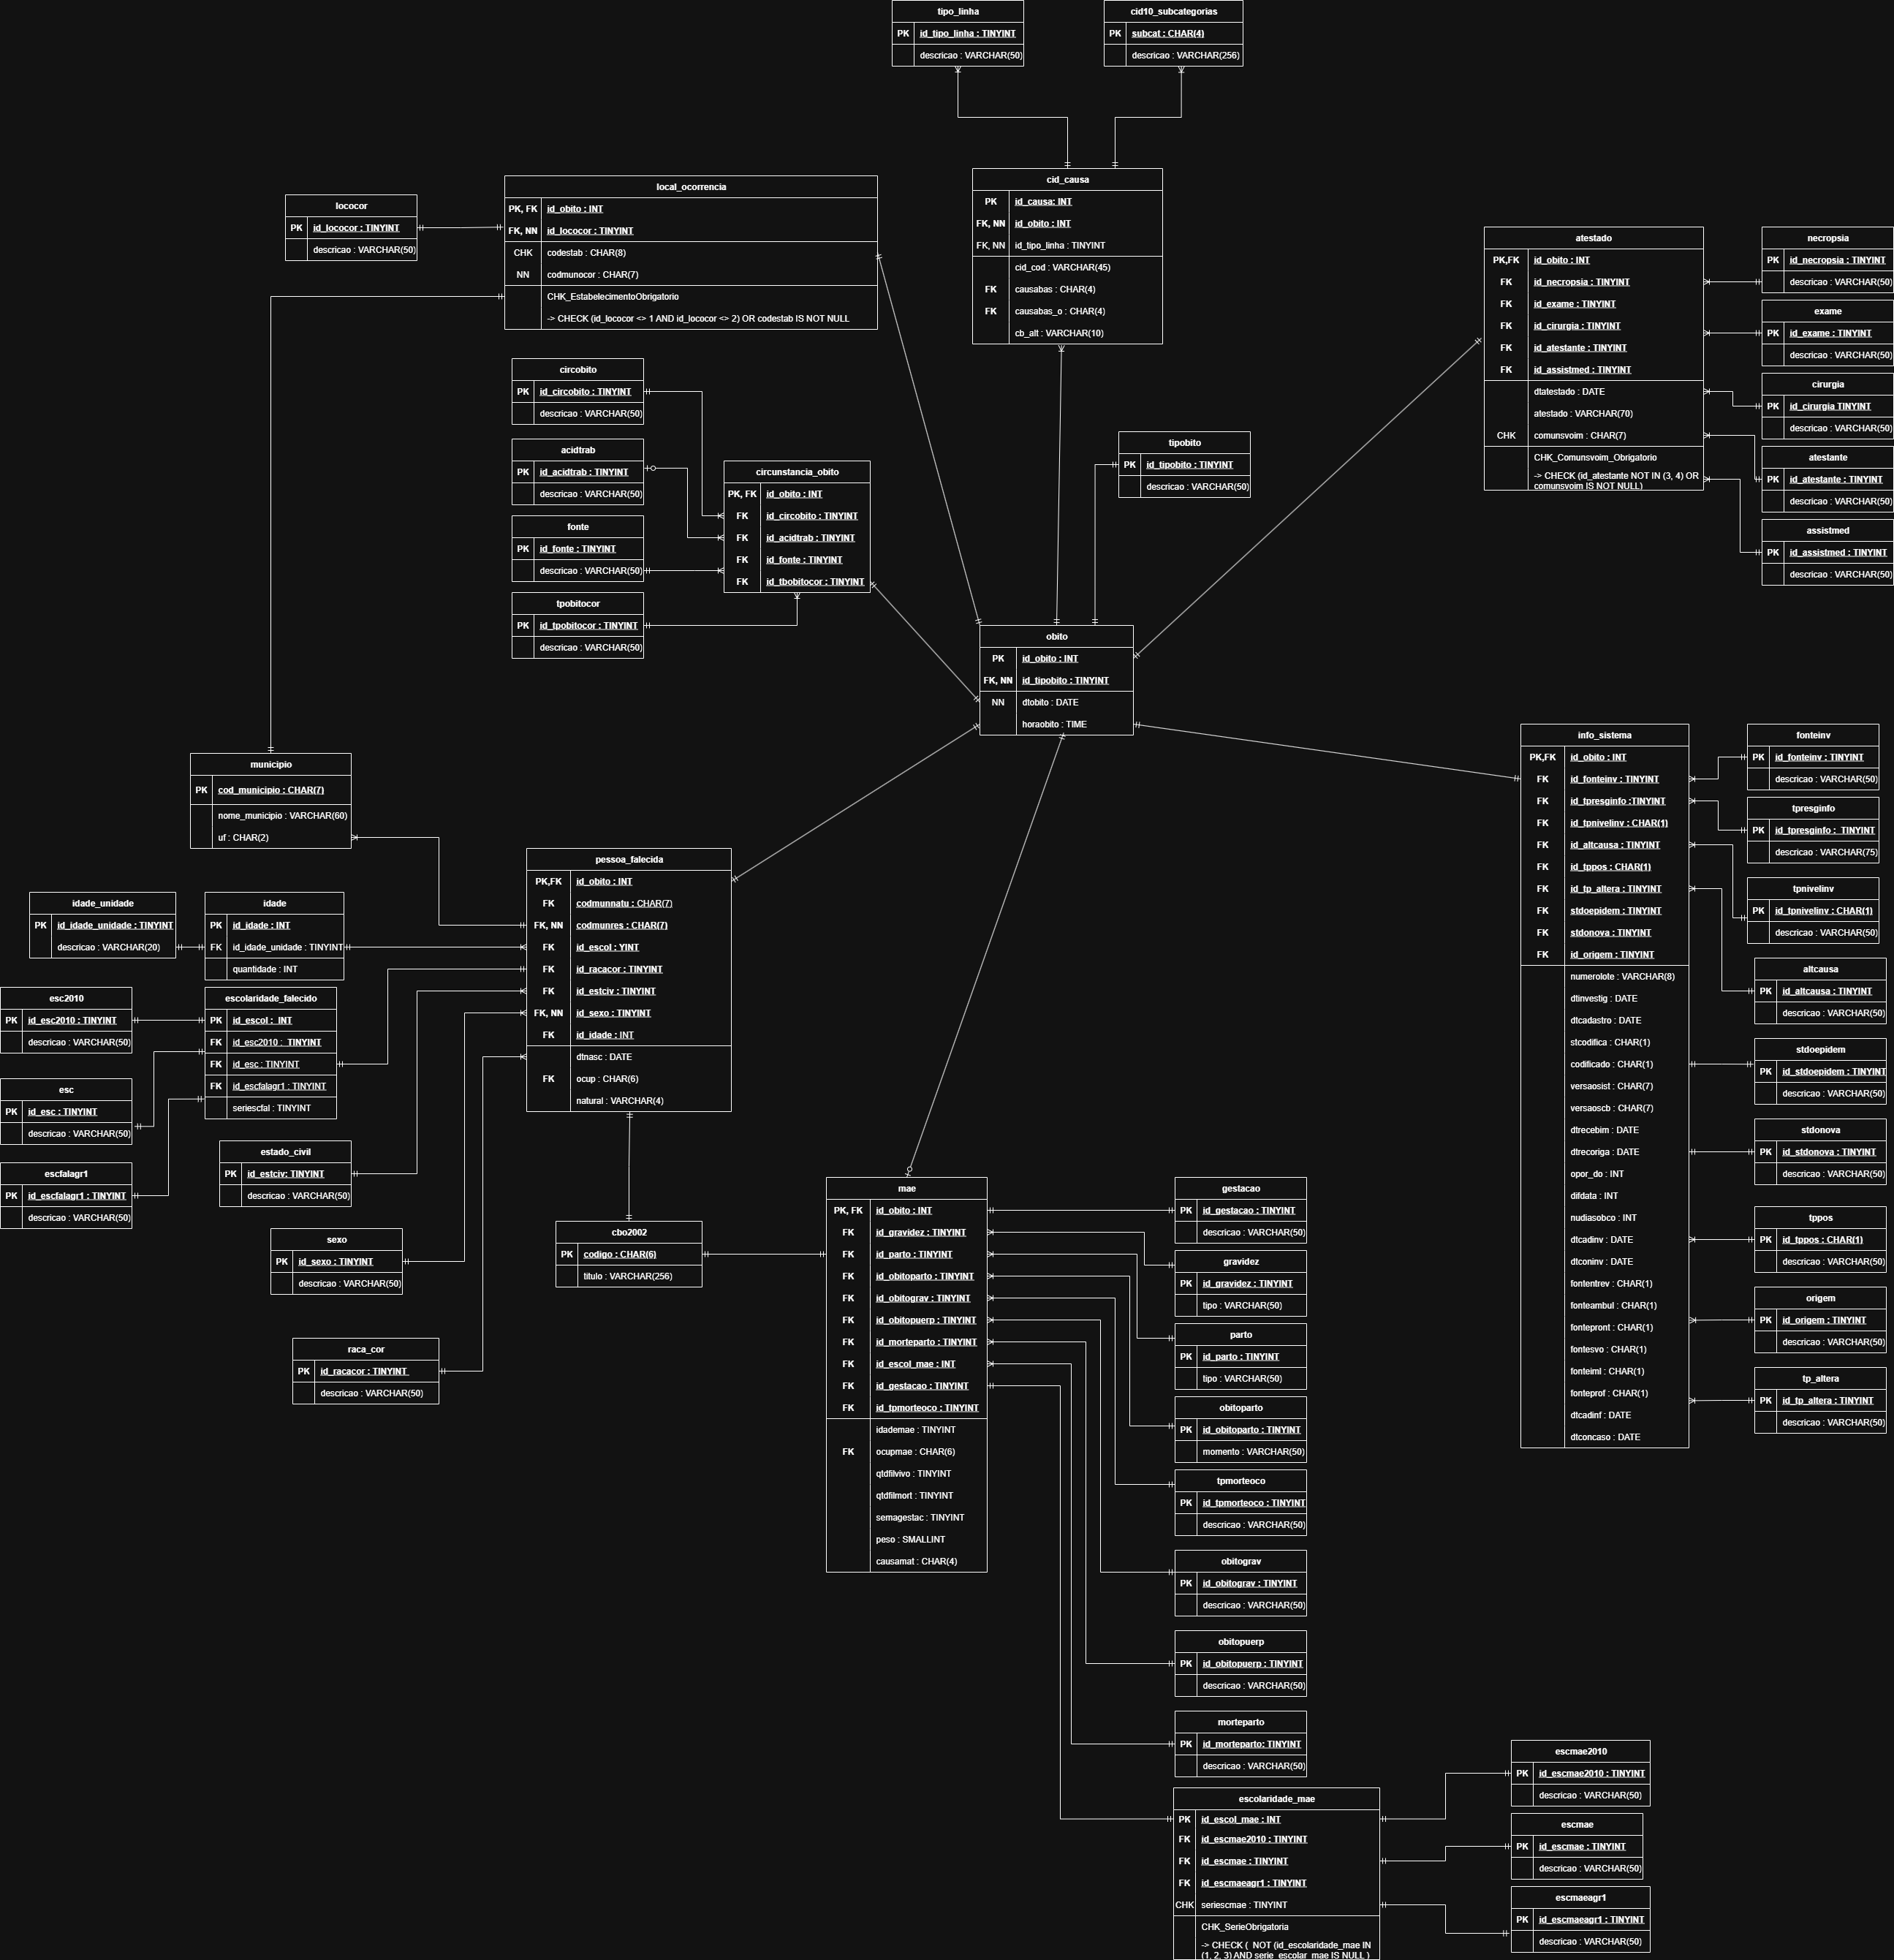 tipo_linha
PK id_tipo_linha : TINYINT
descricao : VARCHAR(50)
cid10_subcategorias
PK subcat : CHAR(4)
descricao : VARCHAR(256)
lococor
PK id_lococor : TINYINT
descricao : VARCHAR(50)
local_ocorrencia
PK, FK id_obito : INT
FK, NN id_lococor : TINYINT
CHK codestab : CHAR(8)
NN codmunocor : CHAR(7)
CHK_EstabelecimentoObrigatorio
-> CHECK (id_lococor <> 1 AND id_lococor <> 2) OR codestab IS NOT NULL
cid_causa
PK id_causa: INT
FK, NN id_obito : INT
FK, NN id_tipo_linha : TINYINT
cid_cod : VARCHAR(45)
FK causabas : CHAR(4)
FK causabas_o : CHAR(4)
cb_alt : VARCHAR(10)
atestado
PK,FK id_obito : INT
FK id_necropsia : TINYINT
FK id_exame : TINYINT
FK id_cirurgia : TINYINT
FK id_atestante : TINYINT
FK id_assistmed : TINYINT
dtatestado : DATE
atestado : VARCHAR(70)
CHK comunsvoim : CHAR(7)
CHK_Comunsvoim_Obrigatorio
-> CHECK (id_atestante NOT IN (3, 4) OR
comunsvoim IS NOT NULL)
necropsia
PK id_necropsia : TINYINT
descricao : VARCHAR(50)
exame
PK id_exame : TINYINT
descricao : VARCHAR(50)
cirurgia
PK id_cirurgia TINYINT
descricao : VARCHAR(50)
atestante
PK id_atestante : TINYINT
descricao : VARCHAR(50)
assistmed
PK id_assistmed : TINYINT
descricao : VARCHAR(50)
circobito
PK id_circobito : TINYINT
descricao : VARCHAR(50)
acidtrab
PK id_acidtrab : TINYINT
descricao : VARCHAR(50)
fonte
PK id_fonte : TINYINT
descricao : VARCHAR(50)
tpobitocor
PK id_tpobitocor : TINYINT
descricao : VARCHAR(50)
circunstancia_obito
PK, FK id_obito : INT
FK id_circobito : TINYINT
FK id_acidtrab : TINYINT
FK id_fonte : TINYINT
FK id_tbobitocor : TINYINT
tipobito
PK id_tipobito : TINYINT
descricao : VARCHAR(50)
obito
PK id_obito : INT
FK, NN id_tipobito : TINYINT
NN dtobito : DATE
horaobito : TIME
municipio
PK cod_municipio : CHAR(7)
nome_municipio : VARCHAR(60)
uf : CHAR(2)
pessoa_falecida
PK,FK id_obito : INT
FK codmunnatu : CHAR(7)
FK, NN codmunres : CHAR(7)
FK id_escol : YINT
FK id_racacor : TINYINT
FK id_estciv : TINYINT
FK, NN id_sexo : TINYINT
FK id_idade : INT
dtnasc : DATE
FK ocup : CHAR(6)
natural : VARCHAR(4)
idade_unidade
PK id_idade_unidade : TINYINT
descricao : VARCHAR(20)
idade
PK id_idade : INT
FK id_idade_unidade : TINYINT
quantidade : INT
esc2010
PK id_esc2010 : TINYINT
descricao : VARCHAR(50)
escolaridade_falecido
PK id_escol : INT
FK id_esc2010 : TINYINT
FK id_esc : TINYINT
FK id_escfalagr1 : TINYINT
seriescfal : TINYINT
esc
PK id_esc : TINYINT
descricao : VARCHAR(50)
escfalagr1
PK id_escfalagr1 : TINYINT
descricao : VARCHAR(50)
estado_civil
PK id_estciv: TINYINT
descricao : VARCHAR(50)
sexo
PK id_sexo : TINYINT
descricao : VARCHAR(50)
raca_cor
PK id_racacor : TINYINT
descricao : VARCHAR(50)
cbo2002
PK codigo : CHAR(6)
titulo : VARCHAR(256)
mae
PK, FK id_obito : INT
FK id_gravidez : TINYINT
FK id_parto : TINYINT
FK id_obitoparto : TINYINT
FK id_obitograv : TINYINT
FK id_obitopuerp : TINYINT
FK id_morteparto : TINYINT
FK id_escol_mae : INT
FK id_gestacao : TINYINT
FK id_tpmorteoco : TINYINT
idademae : TINYINT
FK ocupmae : CHAR(6)
qtdfilvivo : TINYINT
qtdfilmort : TINYINT
semagestac : TINYINT
peso : SMALLINT
causamat : CHAR(4)
gestacao
PK id_gestacao : TINYINT
descricao : VARCHAR(50)
gravidez
PK id_gravidez : TINYINT
tipo : VARCHAR(50)
parto
PK id_parto : TINYINT
tipo : VARCHAR(50)
obitoparto
PK id_obitoparto : TINYINT
momento : VARCHAR(50)
tpmorteoco
PK id_tpmorteoco : TINYINT
descricao : VARCHAR(50)
obitograv
PK id_obitograv : TINYINT
descricao : VARCHAR(50)
obitopuerp
PK id_obitopuerp : TINYINT
descricao : VARCHAR(50)
morteparto
PK id_morteparto: TINYINT
descricao : VARCHAR(50)
escolaridade_mae
PK id_escol_mae : INT
FK id_escmae2010 : TINYINT
FK id_escmae : TINYINT
FK id_escmaeagr1 : TINYINT
CHK seriescmae : TINYINT
CHK_SerieObrigatoria
-> CHECK ( NOT (id_escolaridade_mae IN
(1, 2, 3) AND serie_escolar_mae IS NULL )
escmae2010
PK id_escmae2010 : TINYINT
descricao : VARCHAR(50)
escmae
PK id_escmae : TINYINT
descricao : VARCHAR(50)
escmaeagr1
PK id_escmaeagr1 : TINYINT
descricao : VARCHAR(50)
info_sistema
PK,FK id_obito : INT
FK id_fonteinv : TINYINT
FK id_tpresginfo :TINYINT
FK id_tpnivelinv : CHAR(1)
FK id_altcausa : TINYINT
FK id_tppos : CHAR(1)
FK id_tp_altera : TINYINT
FK stdoepidem : TINYINT
FK stdonova : TINYINT
FK id_origem : TINYINT
numerolote : VARCHAR(8)
dtinvestig : DATE
dtcadastro : DATE
stcodifica : CHAR(1)
codificado : CHAR(1)
versaosist : CHAR(7)
versaoscb : CHAR(7)
dtrecebim : DATE
dtrecoriga : DATE
opor_do : INT
difdata : INT
nudiasobco : INT
dtcadinv : DATE
dtconinv : DATE
fontentrev : CHAR(1)
fonteambul : CHAR(1)
fontepront : CHAR(1)
fontesvo : CHAR(1)
fonteiml : CHAR(1)
fonteprof : CHAR(1)
dtcadinf : DATE
dtconcaso : DATE
fonteinv
PK id_fonteinv : TINYINT
descricao : VARCHAR(50)
tpresginfo
PK id_tpresginfo : TINYINT
descricao : VARCHAR(75)
tpnivelinv
PK id_tpnivelinv : CHAR(1)
descricao : VARCHAR(50)
altcausa
PK id_altcausa : TINYINT
descricao : VARCHAR(50)
stdoepidem
PK id_stdoepidem : TINYINT
descricao : VARCHAR(50)
stdonova
PK id_stdonova : TINYINT
descricao : VARCHAR(50)
tppos
PK id_tppos : CHAR(1)
descricao : VARCHAR(50)
origem
PK id_origem : TINYINT
descricao : VARCHAR(50)
tp_altera
PK id_tp_altera : TINYINT
descricao : VARCHAR(50)